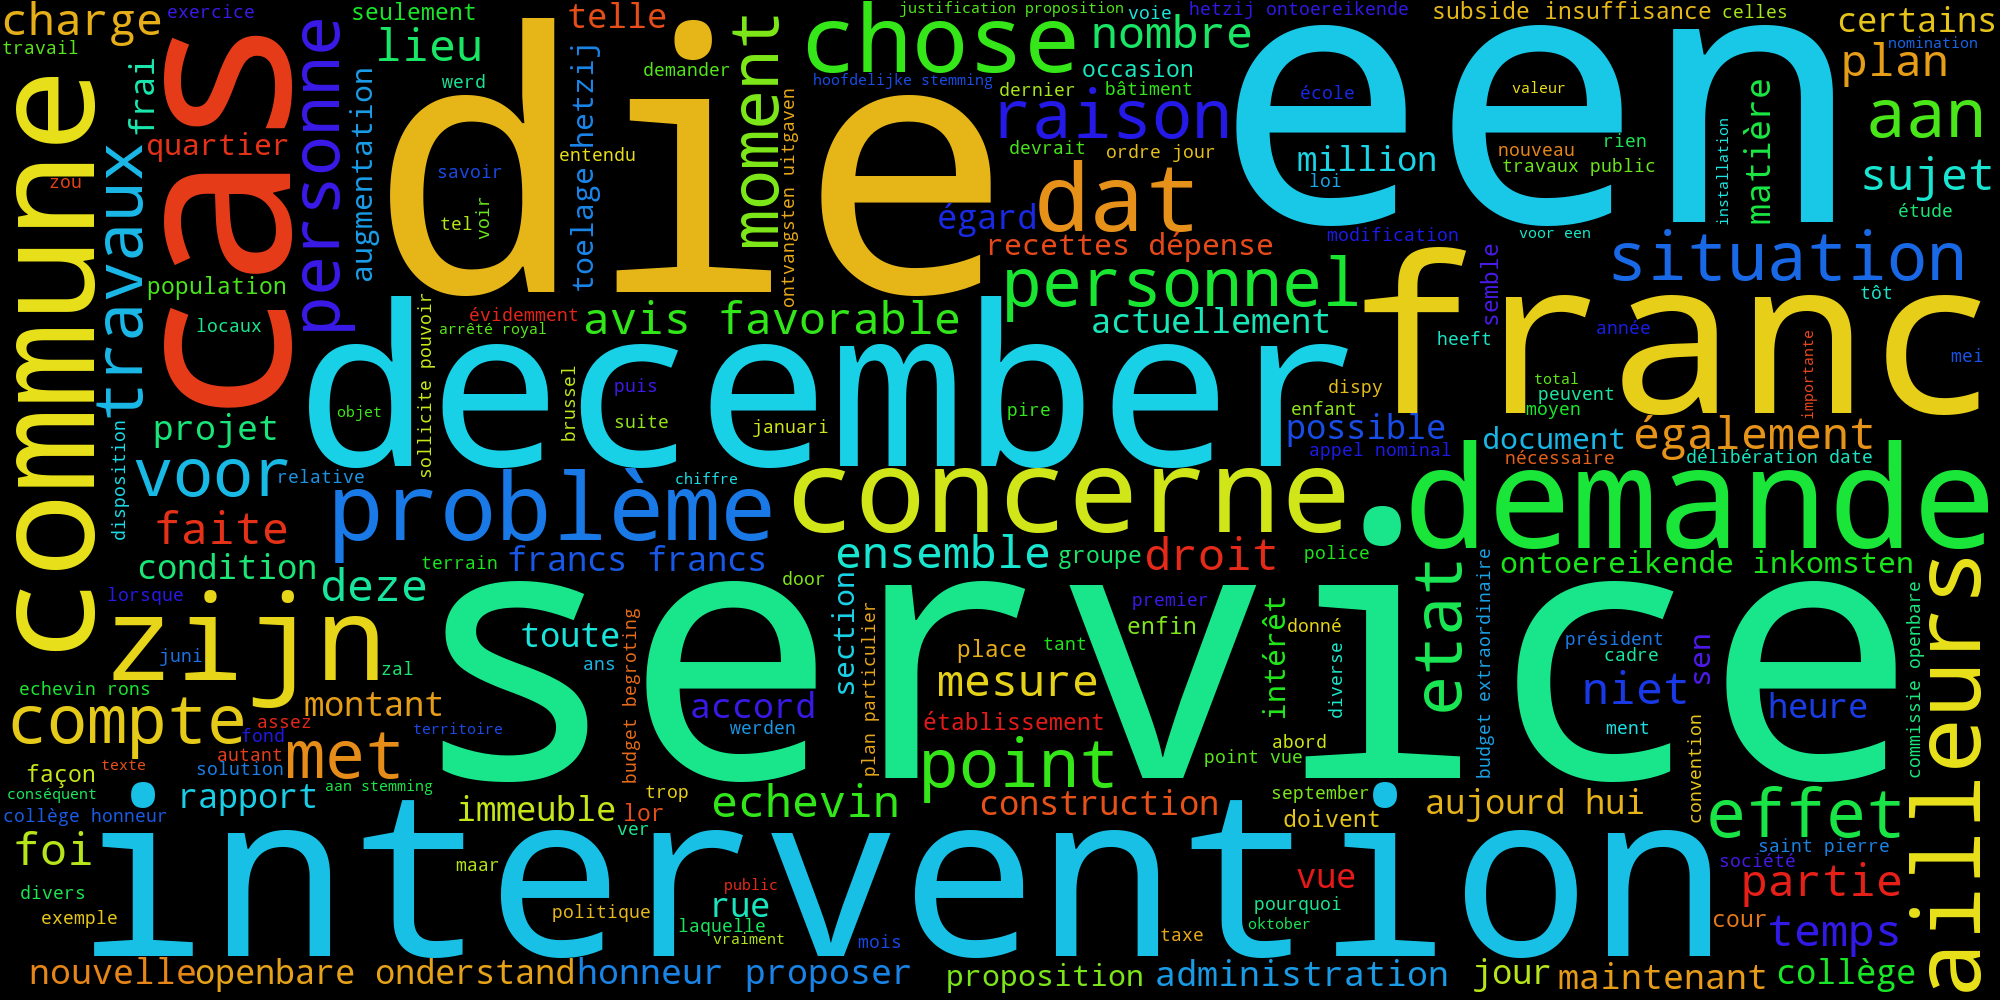 charge
exercice
seulement
telle
justification proposition
voie
hetzij ontoereikende
subside insuffisance
celles
certains
travail
lieu
moment
chose
nombre
een
nomination
plan
commune
cas
frai
personne
augmentation
werd
die
toelage hetzij
demander
hoofdelijke stemming
occasion
dernier
bâtiment
école
valeur
aan
quartier
travaux
savoir
entendu
ontvangsten uitgaven
raison
devrait
ordre jour
million
loi
nouveau
travaux public
rien
installation
matière
sujet
étude
zou
tel
voir
égard
dat
recettes dépense
modification
voor een
situation
population
locaux
évidemment
arrêté royal
avis favorable
personnel
actuellement
semble
franc
tôt
heeft
année
mei
december
sollicite pouvoir
objet
brussel
puis
suite
januari
pire
dispy
enfant
total
peuvent
moyen
importante
projet
voor
relative
disposition
problème
chiffre
concerne
possible
appel nominal
document
également
nécessaire
délibération date
demande
faite
condition
deze
terrain
francs francs
ensemble
groupe
droit
police
ontoereikende inkomsten
lorsque
zijn
juni
zal
service
door
toute
ans
section
plan particulier
premier
enfin
place
tant
intérêt
donné
diverse
etat
budget extraordinaire
président
cadre
sen
commissie openbare
ailleurs
echevin rons
compte
montant
assez
fond
autant
met
territoire
budget begroting
accord
werden
mesure
établissement
point
point vue
abord
niet
ment
heure
convention
façon
texte
solution
conséquent
collège honneur
rapport
aan stemming
immeuble
lor
trop
ver
echevin
construction
september
doivent
aujourd hui
effet
saint pierre
société
foi
intervention
maar
divers
exemple
politique
public
rue
laquelle
vraiment
mois
vue
pourquoi
oktober
taxe
partie
cour
temps
nouvelle
openbare onderstand
honneur proposer
proposition
administration
jour
maintenant
collège